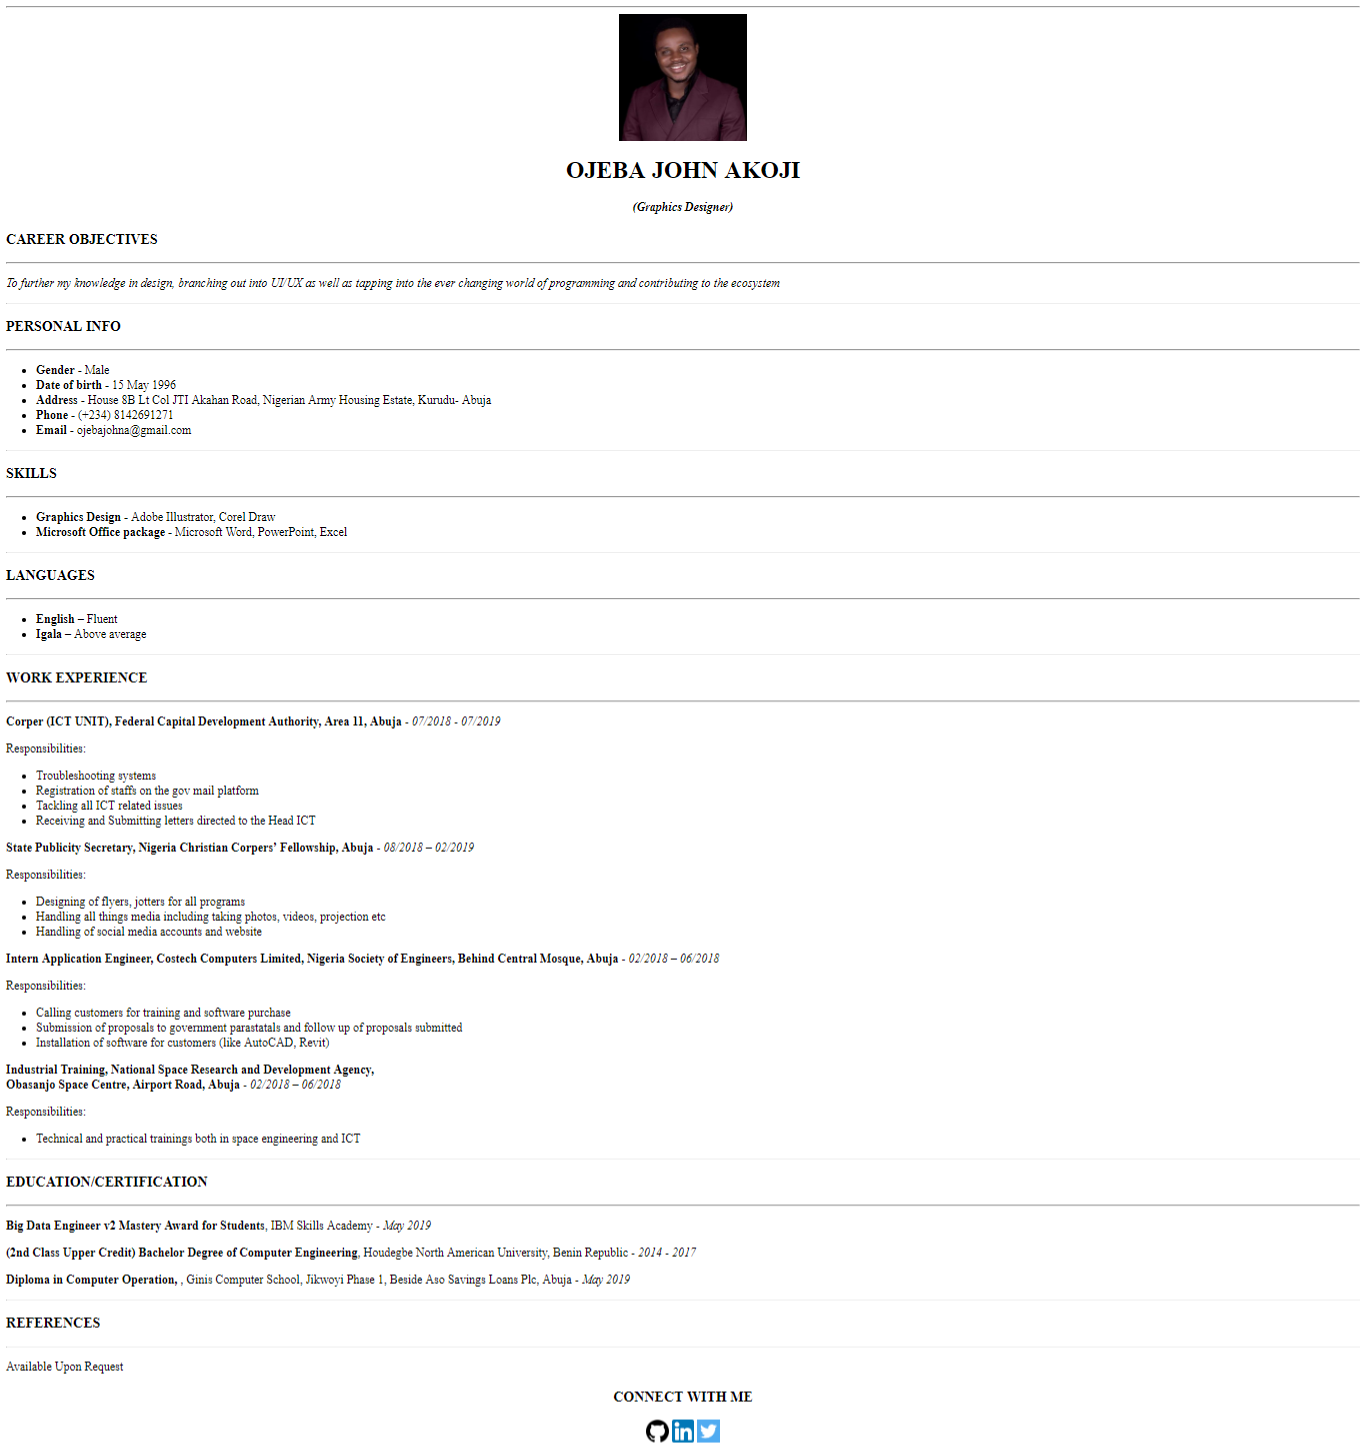 OJEBA JOHN AKOJI
(Graphics Designer)
CAREER OBJECTIVES
To further my knowledge in design, branching out into UI/UX as well as tapping into the ever changing world of programming and contributing to the ecosystem
PERSONAL INFO
• Gender - Male
• Date of birth - 15 May 1996
• Address - House 8B Lt Col JTI Akahan Road, Nigerian Army Housing Estate, Kurudu- Abuja
• Phone - (+234) 8142691271
• Email - ojebajohna@gmail.com
SKILLS
• Graphics Design - Adobe Illustrator, Corel Draw
• Microsoft Office package - Microsoft Word, PowerPoint, Excel
LANGUAGES
• English – Fluent
• Igala – Above average
WORK EXPERIENCE
Corper (ICT UNIT), Federal Capital Development Authority, Area 11, Abuja - 07/2018 - 07/2019
Responsibilities:
• Troubleshooting systems
• Registration of staffs on the gov mail platform
• Tackling all ICT related issues
• Receiving and Submitting letters directed to the Head ICT
State Publicity Secretary, Nigeria Christian Corpers’ Fellowship, Abuja - 08/2018 – 02/2019
Responsibilities:
• Designing of flyers, jotters for all programs
• Handling all things media including taking photos, videos, projection etc
• Handling of social media accounts and website
Intern Application Engineer, Costech Computers Limited, Nigeria Society of Engineers, Behind Central Mosque, Abuja - 02/2018 – 06/2018
Responsibilities:
• Calling customers for training and software purchase
• Submission of proposals to government parastatals and follow up of proposals submitted
• Installation of software for customers (like AutoCAD, Revit)
Industrial Training, National Space Research and Development Agency,
Obasanjo Space Centre, Airport Road, Abuja - 02/2018 – 06/2018
Responsibilities:
• Technical and practical trainings both in space engineering and ICT
EDUCATION/CERTIFICATION
Big Data Engineer v2 Mastery Award for Students, IBM Skills Academy - May 2019
(2nd Class Upper Credit) Bachelor Degree of Computer Engineering, Houdegbe North American University, Benin Republic - 2014 - 2017
Diploma in Computer Operation, , Ginis Computer School, Jikwoyi Phase 1, Beside Aso Savings Loans Plc, Abuja - May 2019
REFERENCES
Available Upon Request
CONNECT WITH ME
in